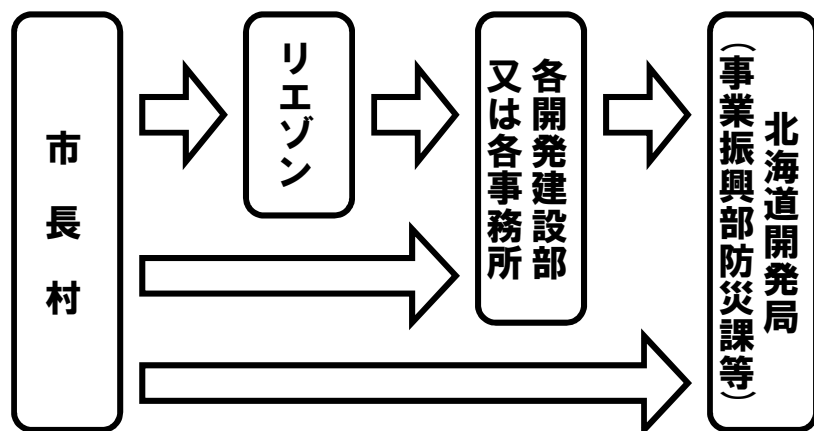 市長村
リエゾン
各開発建設部
又は各事務所
北海道開発局
(事業振興部防災課等)